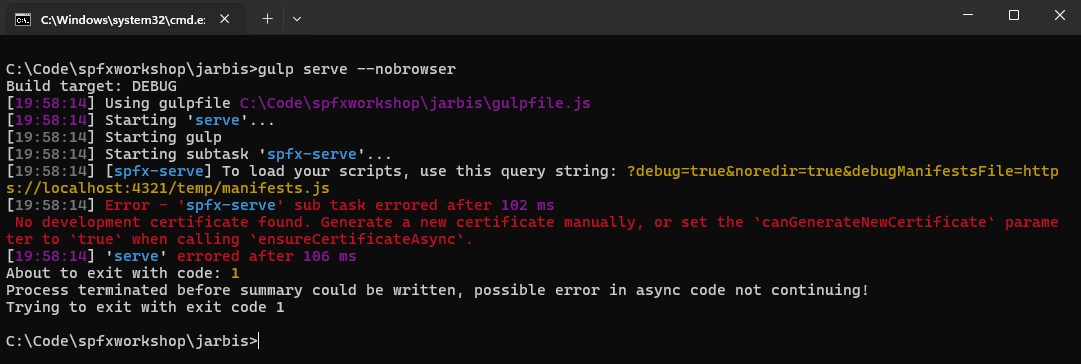 C:\Windows\system32\cmd.e
C:\Code\spfxworkshop\jarbis>gulp serve --nobrowser
Build target: DEBUG
[19:58:14] Using gulpfile C:\Code\spfxworkshop\jarbis\gulpfile.js
[19:58:14] Starting 'serve'...
[19:58:14] Starting gulp
[19:58:14] Starting subtask 'spfx-serve'...
[19:58:14] [spfx-serve] To load your scripts, use this query string: ?debug=true&noredir=true&debugManifestsFile=http
s://localhost:4321/temp/manifests.js
[19:58:14] Error - 'spfx-serve' sub task errored after 102 ms
 No development certificate found. Generate a new certificate manually, or set the `canGenerateNewCertificate` parame
ter to `true` when calling `ensureCertificateAsync`.
[19:58:14] 'serve' errored after 106 ms
About to exit with code: 1
Process terminated before summary could be written, possible error in async code not continuing!
Trying to exit with exit code 1
C:\Code\spfxworkshop\jarbis>